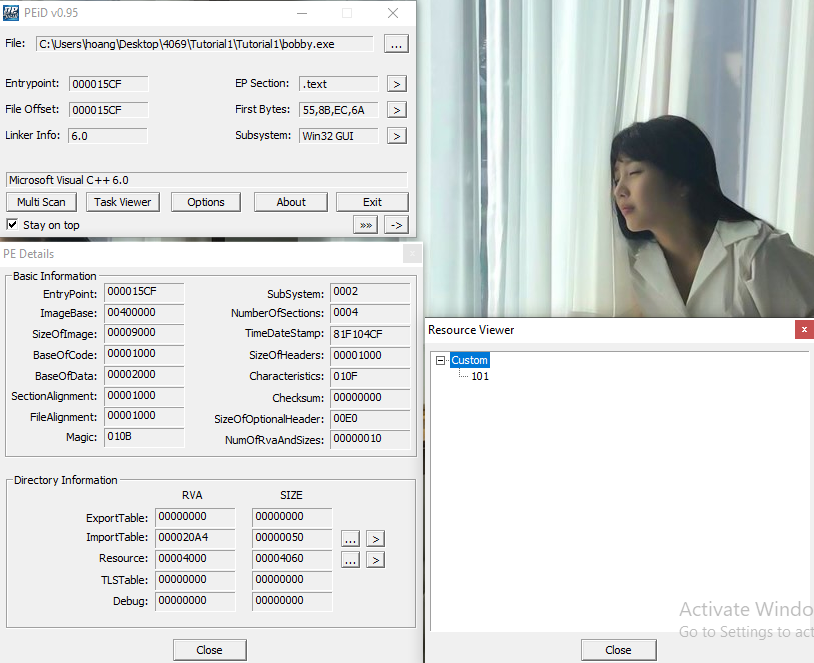 PEiD v0.95
File: C:\Users\hoang\Desktop\4069\Tutorial1\Tutorial1\bobby.exe ...
Entrypoint: 000015CF EP Section: .text >
File Offset: 000015CF First Bytes: 55,8B,EC,6A >
Linker Info: 6.0 Subsystem: Win32 GUI >
Microsoft Visual C++ 6.0
Multi Scan Task Viewer Options About Exit
Stay on top »» ->
PE Details
Basic Information
EntryPoint: 000015CF SubSystem: 0002
ImageBase: 00400000 NumberOfSections: 0004
SizeOfImage: 00009000 TimeDateStamp: 81F104CF
BaseOfCode: 00001000 SizeOfHeaders: 00001000
BaseOfData: 00002000 Characteristics: 010F
SectionAlignment: 00001000 Checksum: 00000000
FileAlignment: 00001000 SizeOfOptionalHeader: 00E0
Magic: 010B NumOfRvaAndSizes: 00000010
Directory Information
RVA SIZE
ExportTable: 00000000 00000000
ImportTable: 000020A4 00000050 ... >
Resource: 00004000 00004060 ... >
TLSTable: 00000000 00000000
Debug: 00000000 00000000
Close
Resource Viewer x
Custom
101
Activate Windo
Go to Settings to act
Close